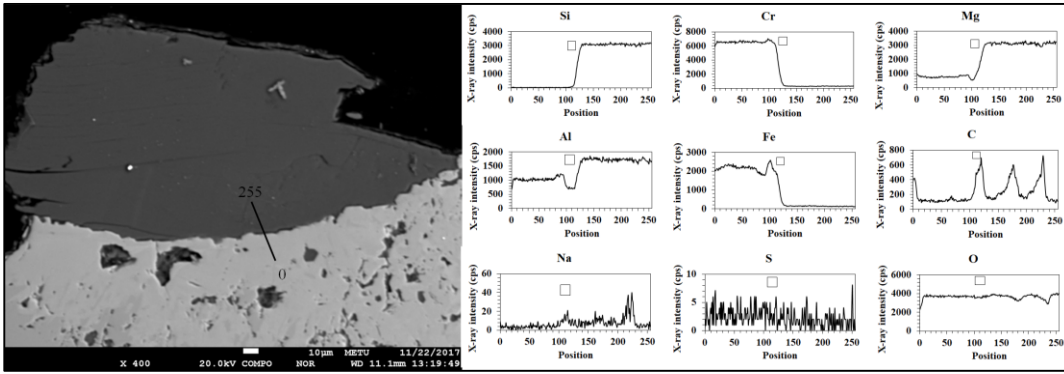 255
0
10μm METU 11/22/2017
X 400 20.0kV COMPO NOR WD 11.1mm 13:19:49
Si Cr Mg
X-ray intensity (cps)
4000
3000
2000
1000
0
0 50 100 150 200 250
Position
X-ray intensity (cps)
8000
6000
4000
2000
0
0 50 100 150 200 250
Position
X-ray intensity (cps)
4000
3000
2000
1000
0
0 50 100 150 200 250
Position
Al Fe C
X-ray intensity (cps)
2000
1500
1000
500
0
0 50 100 150 200 250
Position
X-ray intensity (cps)
3000
2000
1000
0
0 50 100 150 200 250
Position
X-ray intensity (cps)
800
600
400
200
0
0 50 100 150 200 250
Position
Na S O
X-ray intensity (cps)
60
40
20
0
0 50 100 150 200 250
Position
X-ray intensity (cps)
10
8
6
4
2
0
0 50 100 150 200 250
Position
X-ray intensity (cps)
6000
4000
2000
0
0 50 100 150 200 250
Position